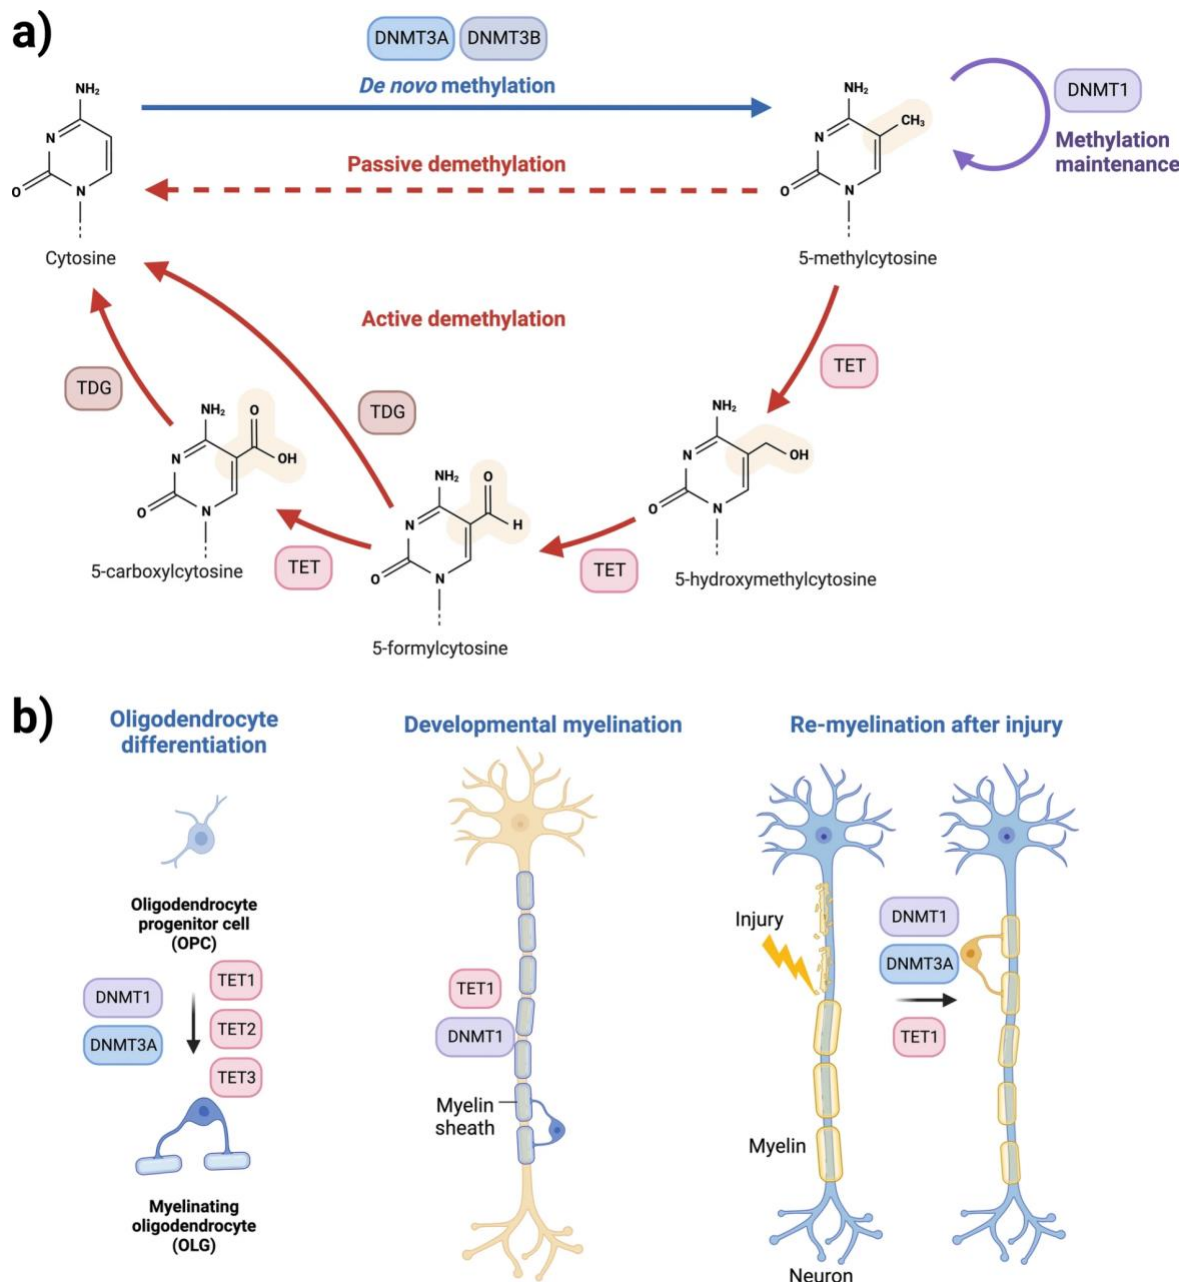 a)
DNMT3A
DNMT3B
De novo methylation
NH₂
N
O
N
Cytosine
Passive demethylation
NH₂
CH₃
N
O
N
5-methylcytosine
DNMT1
Methylation
maintenance
Active demethylation
TET
TDG
TDG
NH₂
O
N
OH
O
N
5-carboxylcytosine
TET
NH₂
O
N
H
O
N
5-formylcytosine
TET
NH₂
N
OH
O
N
5-hydroxymethylcytosine
b)
Oligodendrocyte
differentiation
Oligodendrocyte
progenitor cell
(OPC)
DNMT1
DNMT3A
TET1
TET2
TET3
Myelinating
oligodendrocyte
(OLG)
Developmental myelination
TET1
DNMT1
Myelin
sheath
Re-myelination after injury
Injury
DNMT1
DNMT3A
TET1
Myelin
Neuron